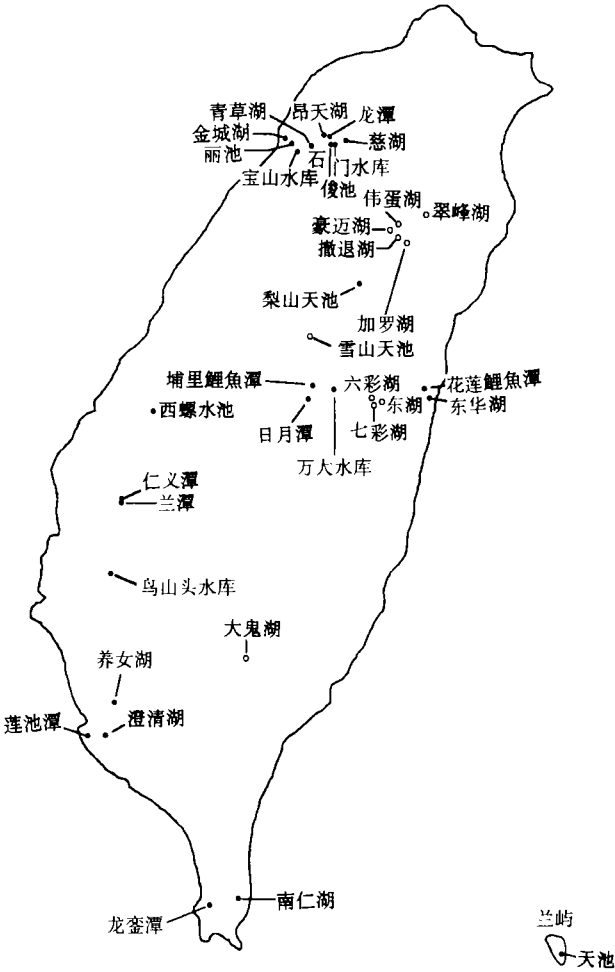 青草湖
昂天湖
龙潭
金城湖
慈湖
丽池
石门水库
宝山水库
俊池
伟蛋湖
翠峰湖
豪迈湖
撤退湖
梨山天池
加罗湖
雪山天池
埔里鲤魚潭
六彩湖
花莲鲤魚潭
西螺水池
东湖
东华湖
日月潭
七彩湖
万大水库
仁义潭
兰潭
乌山头水库
大鬼湖
养女湖
莲池潭
澄清湖
南仁湖
龙銮潭
兰屿
天池